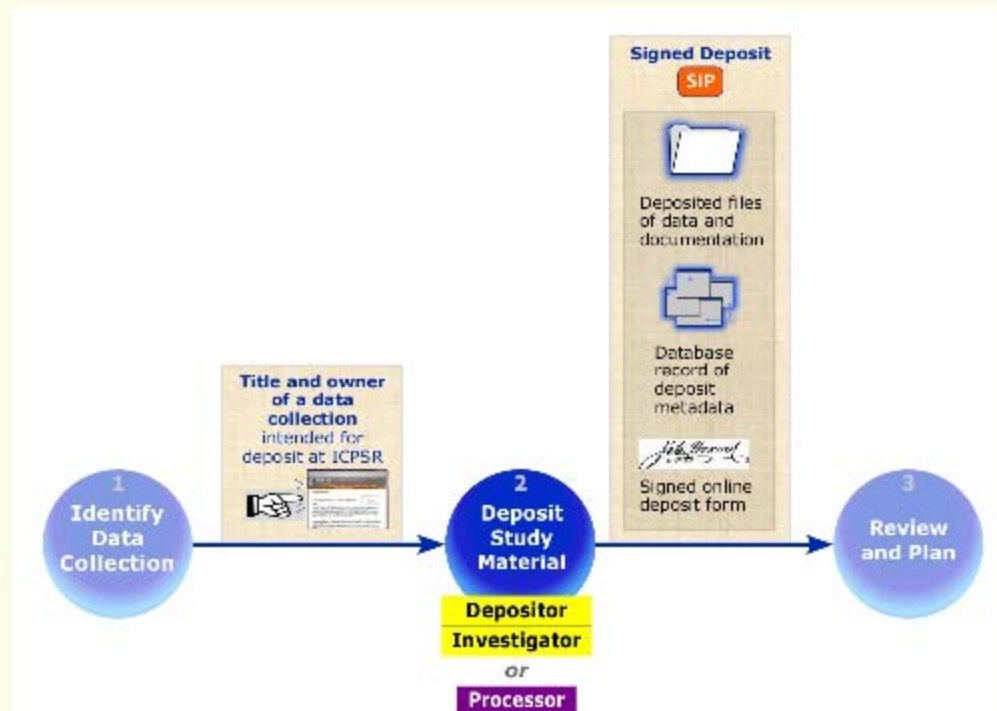 Signed Deposit
SIP
Deposited files
of data and
documentation
Database
record of
deposit
metadata
Signed online
deposit form
Title and owner
of a data
collection
intended for
deposit at ICPSR
1
Identify
Data
Collection
2
Deposit
Study
Material
3
Review
and Plan
Depositor
Investigator
or
Processor